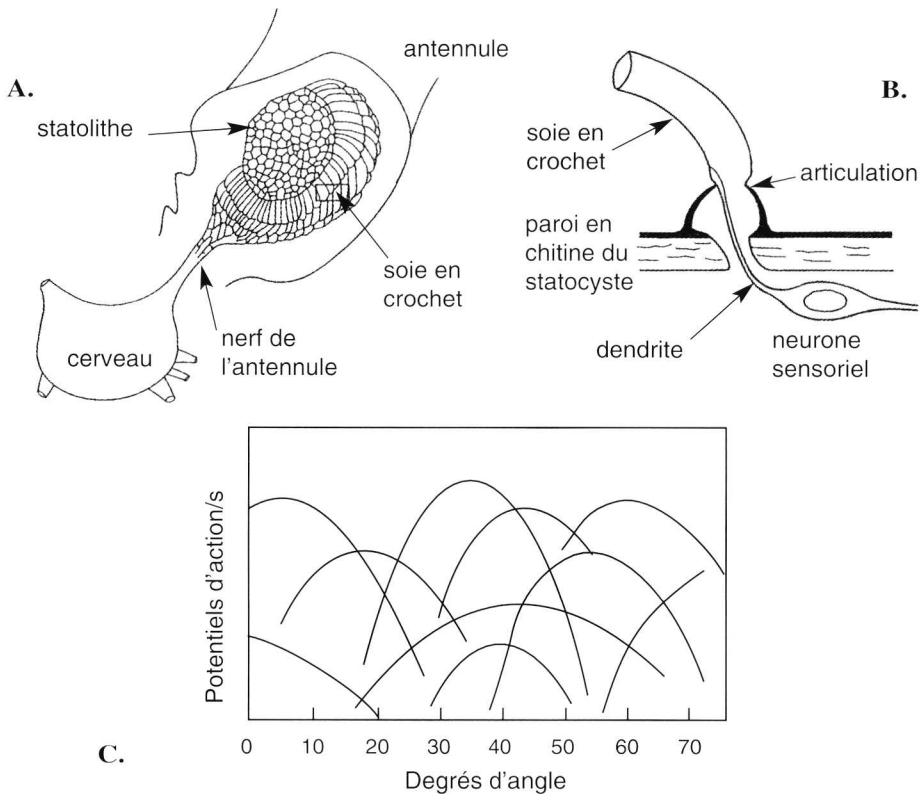 A.
antennule
statolithe
soie en
crochet
nerf de
l'antennule
cerveau
B.
soie en
crochet
articulation
paroi en
chitine du
statocyste
dendrite
neurone
sensoriel
C.
Potentiels d'action/s
0 10 20 30 40 50 60 70
Degrés d'angle